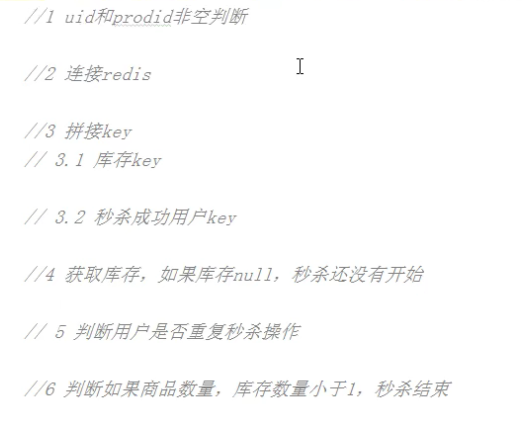 //1 uid和prodid非空判断
//2 连接redis
//3 拼接key
// 3.1 库存key
// 3.2 秒杀成功用户key
//4 获取库存，如果库存null，秒杀还没有开始
// 5 判断用户是否重复秒杀操作
//6 判断如果商品数量，库存数量小于1，秒杀结束